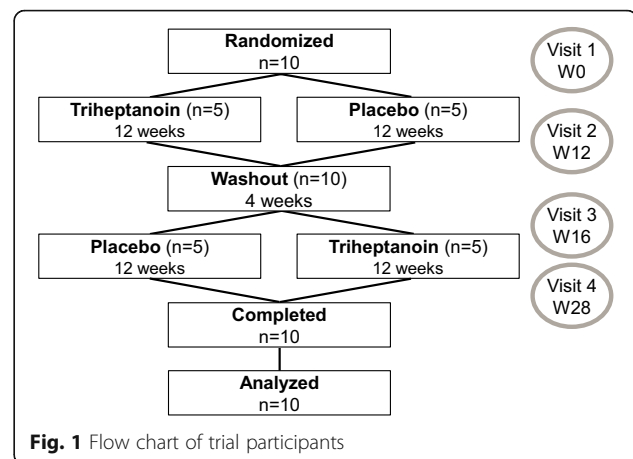 Randomized
n=10
Visit 1
W0
Triheptanoin (n=5)
12 weeks
Placebo (n=5)
12 weeks
Visit 2
W12
Washout (n=10)
4 weeks
Visit 3
W16
Placebo (n=5)
12 weeks
Triheptanoin (n=5)
12 weeks
Visit 4
W28
Completed
n=10
Analyzed
n=10
Fig. 1 Flow chart of trial participants